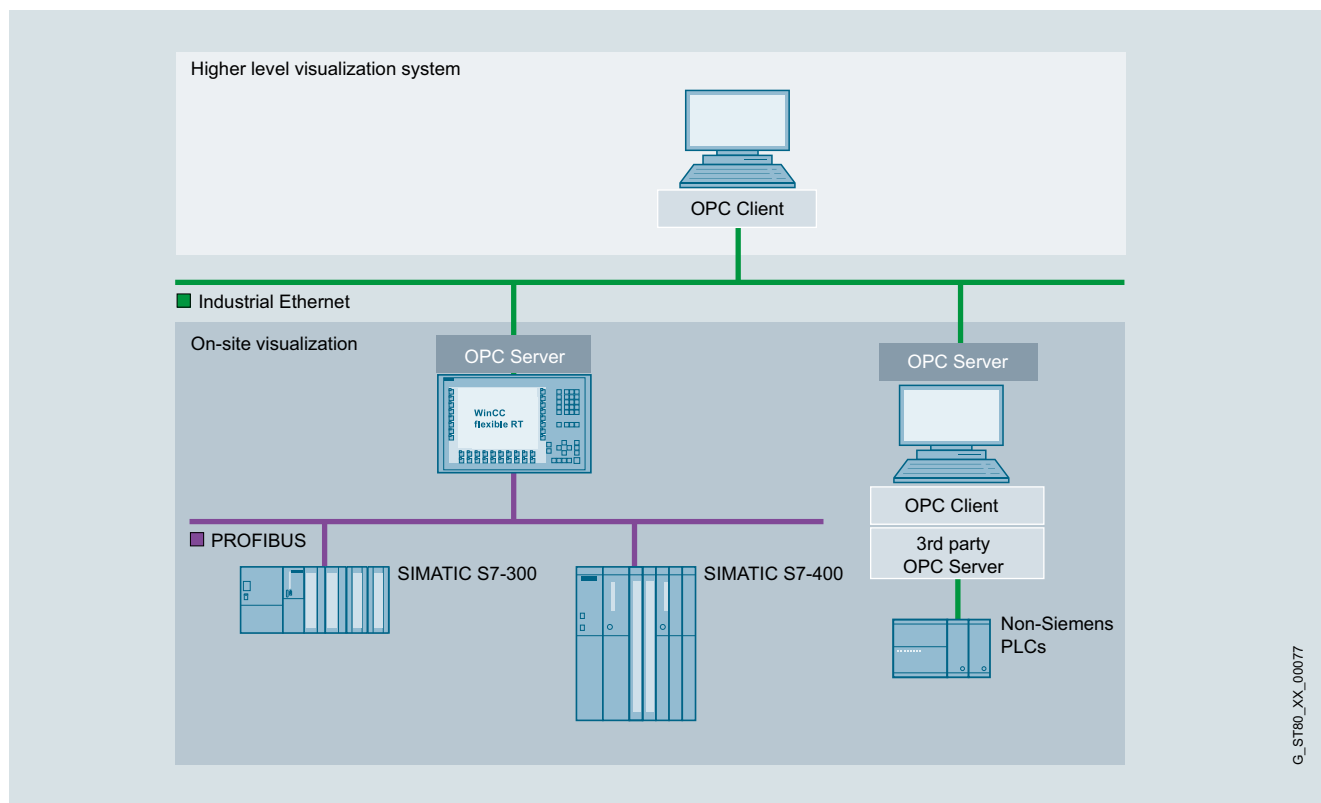 Higher level visualization system
OPC Client
Industrial Ethernet
On-site visualization
OPC Server
OPC Server
WinCC
flexible RT
OPC Client
PROFIBUS
3rd party
OPC Server
SIMATIC S7-300
SIMATIC S7-400
Non-Siemens
PLCs
G_ST80_XX_00077